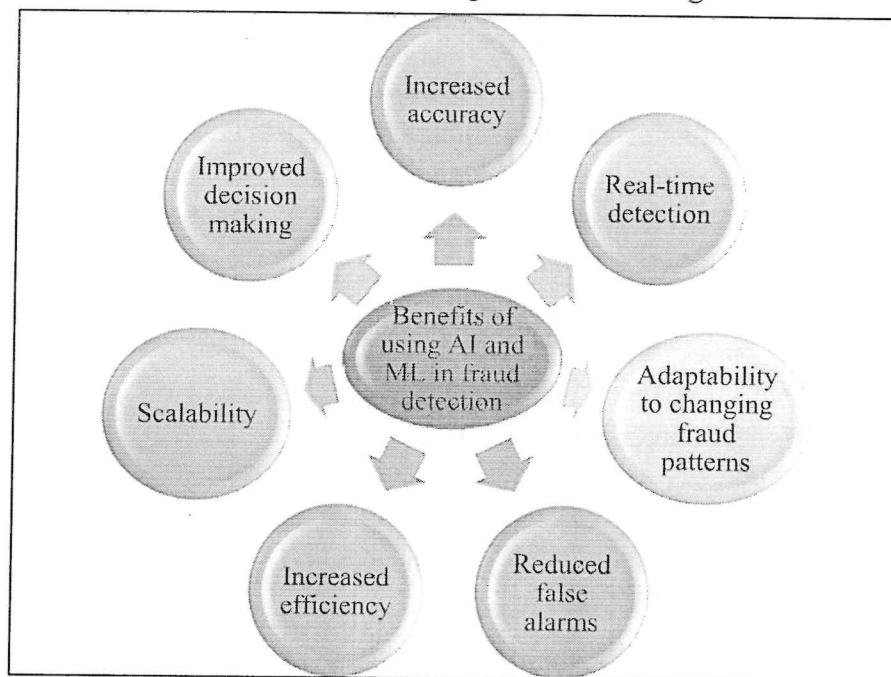 Increased
accuracy
Real-time
detection
Adaptability
to changing
fraud
patterns
Reduced
false
alarms
Increased
efficiency
Scalability
Improved
decision
making
Benefits of
using AI and
ML in fraud
detection